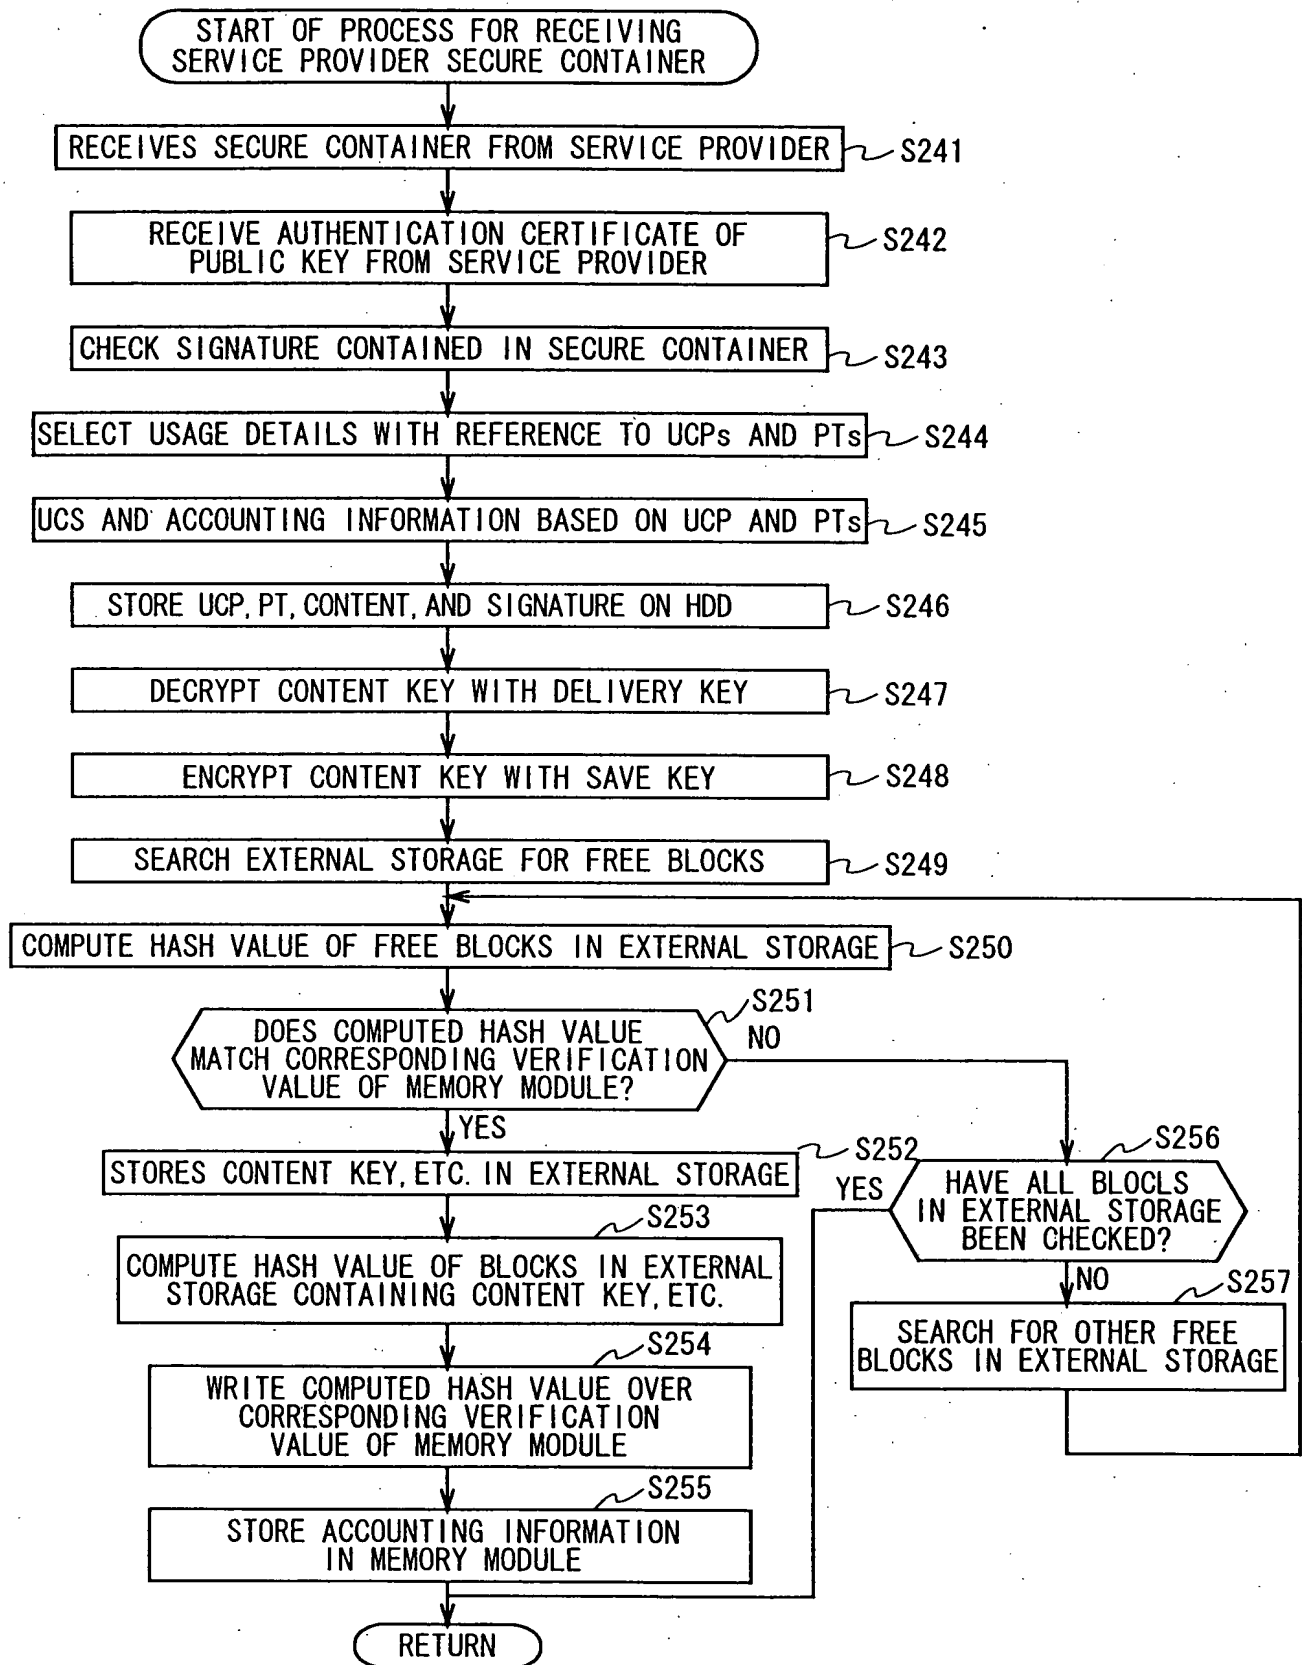 START OF PROCESS FOR RECEIVING
SERVICE PROVIDER SECURE CONTAINER
RECEIVES SECURE CONTAINER FROM SERVICE PROVIDER
S241
RECEIVE AUTHENTICATION CERTIFICATE OF
PUBLIC KEY FROM SERVICE PROVIDER
S242
CHECK SIGNATURE CONTAINED IN SECURE CONTAINER
S243
SELECT USAGE DETAILS WITH REFERENCE TO UCPs AND PTs
S244
UCS AND ACCOUNTING INFORMATION BASED ON UCP AND PTs
S245
STORE UCP, PT, CONTENT, AND SIGNATURE ON HDD
S246
DECRYPT CONTENT KEY WITH DELIVERY KEY
S247
ENCRYPT CONTENT KEY WITH SAVE KEY
S248
SEARCH EXTERNAL STORAGE FOR FREE BLOCKS
S249
COMPUTE HASH VALUE OF FREE BLOCKS IN EXTERNAL STORAGE
S250
S251
DOES COMPUTED HASH VALUE
MATCH CORRESPONDING VERIFICATION
VALUE OF MEMORY MODULE?
NO
YES
S252
STORES CONTENT KEY, ETC. IN EXTERNAL STORAGE
S256
HAVE ALL BLOCLS
IN EXTERNAL STORAGE
BEEN CHECKED?
YES
NO
S253
COMPUTE HASH VALUE OF BLOCKS IN EXTERNAL
STORAGE CONTAINING CONTENT KEY, ETC.
S257
SEARCH FOR OTHER FREE
BLOCKS IN EXTERNAL STORAGE
S254
WRITE COMPUTED HASH VALUE OVER
CORRESPONDING VERIFICATION
VALUE OF MEMORY MODULE
S255
STORE ACCOUNTING INFORMATION
IN MEMORY MODULE
RETURN